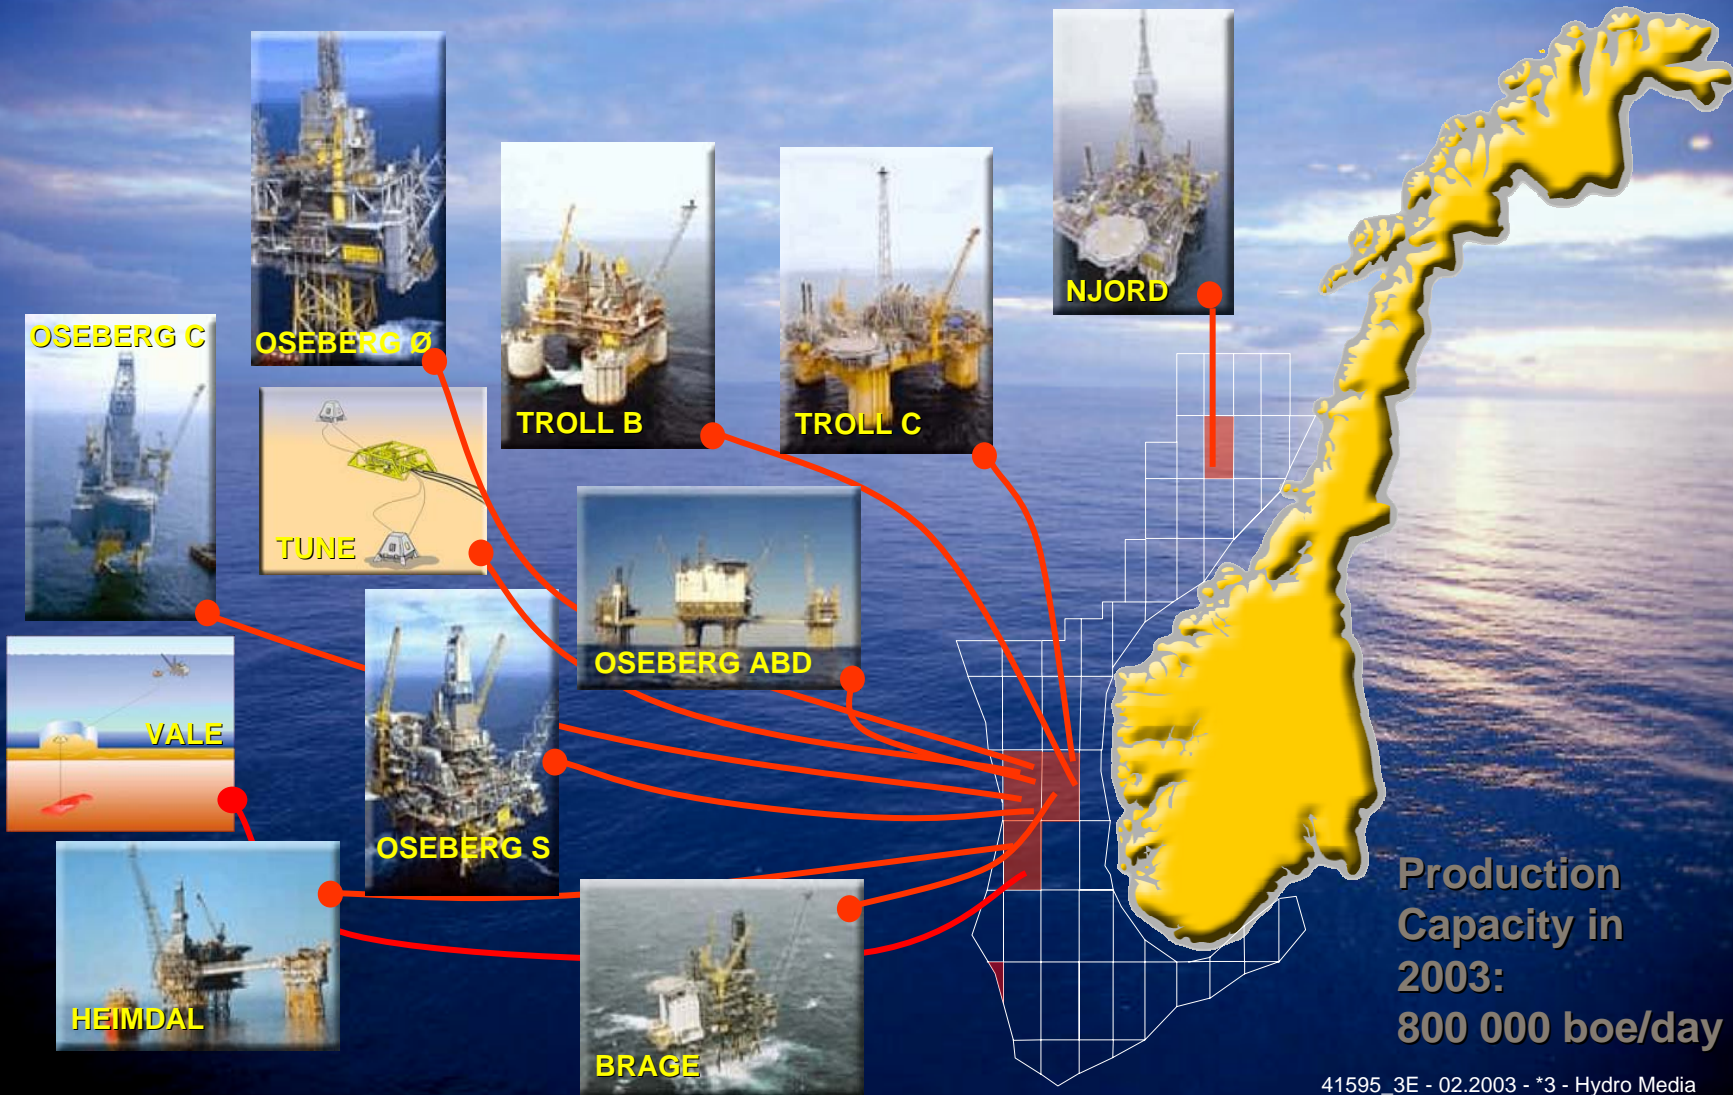 NJORD
OSEBERG C
OSEBERG Ø
TROLL B
TROLL C
TUNE
OSEBERG ABD
VALE
OSEBERG S
HEIMDAL
BRAGE
Production
Capacity in
2003:
800 000 boe/day
41595_3E - 02.2003 - *3 - Hydro Media